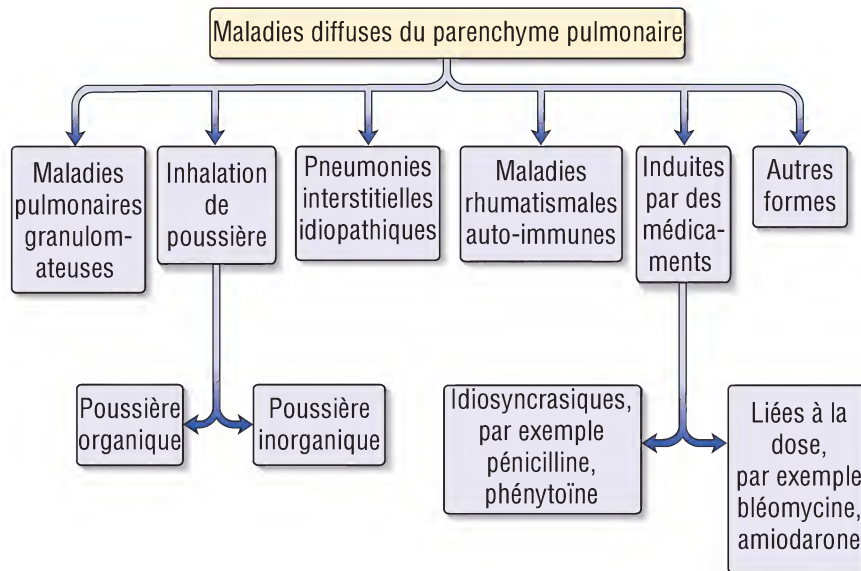 Maladies diffuses du parenchyme pulmonaire
Maladies
pulmonaires
granulom-
ateuses
Inhalation
de
poussière
Pneumonies
interstitielles
idiopathiques
Maladies
rhumatismales
auto-immunes
Induites
par des
médica-
ments
Autres
formes
Poussière
organique
Poussière
inorganique
Idiosyncrasiques,
par exemple
pénicilline,
phénytoïne
Liées à la
dose,
par exemple
bléomycine,
amiodarone